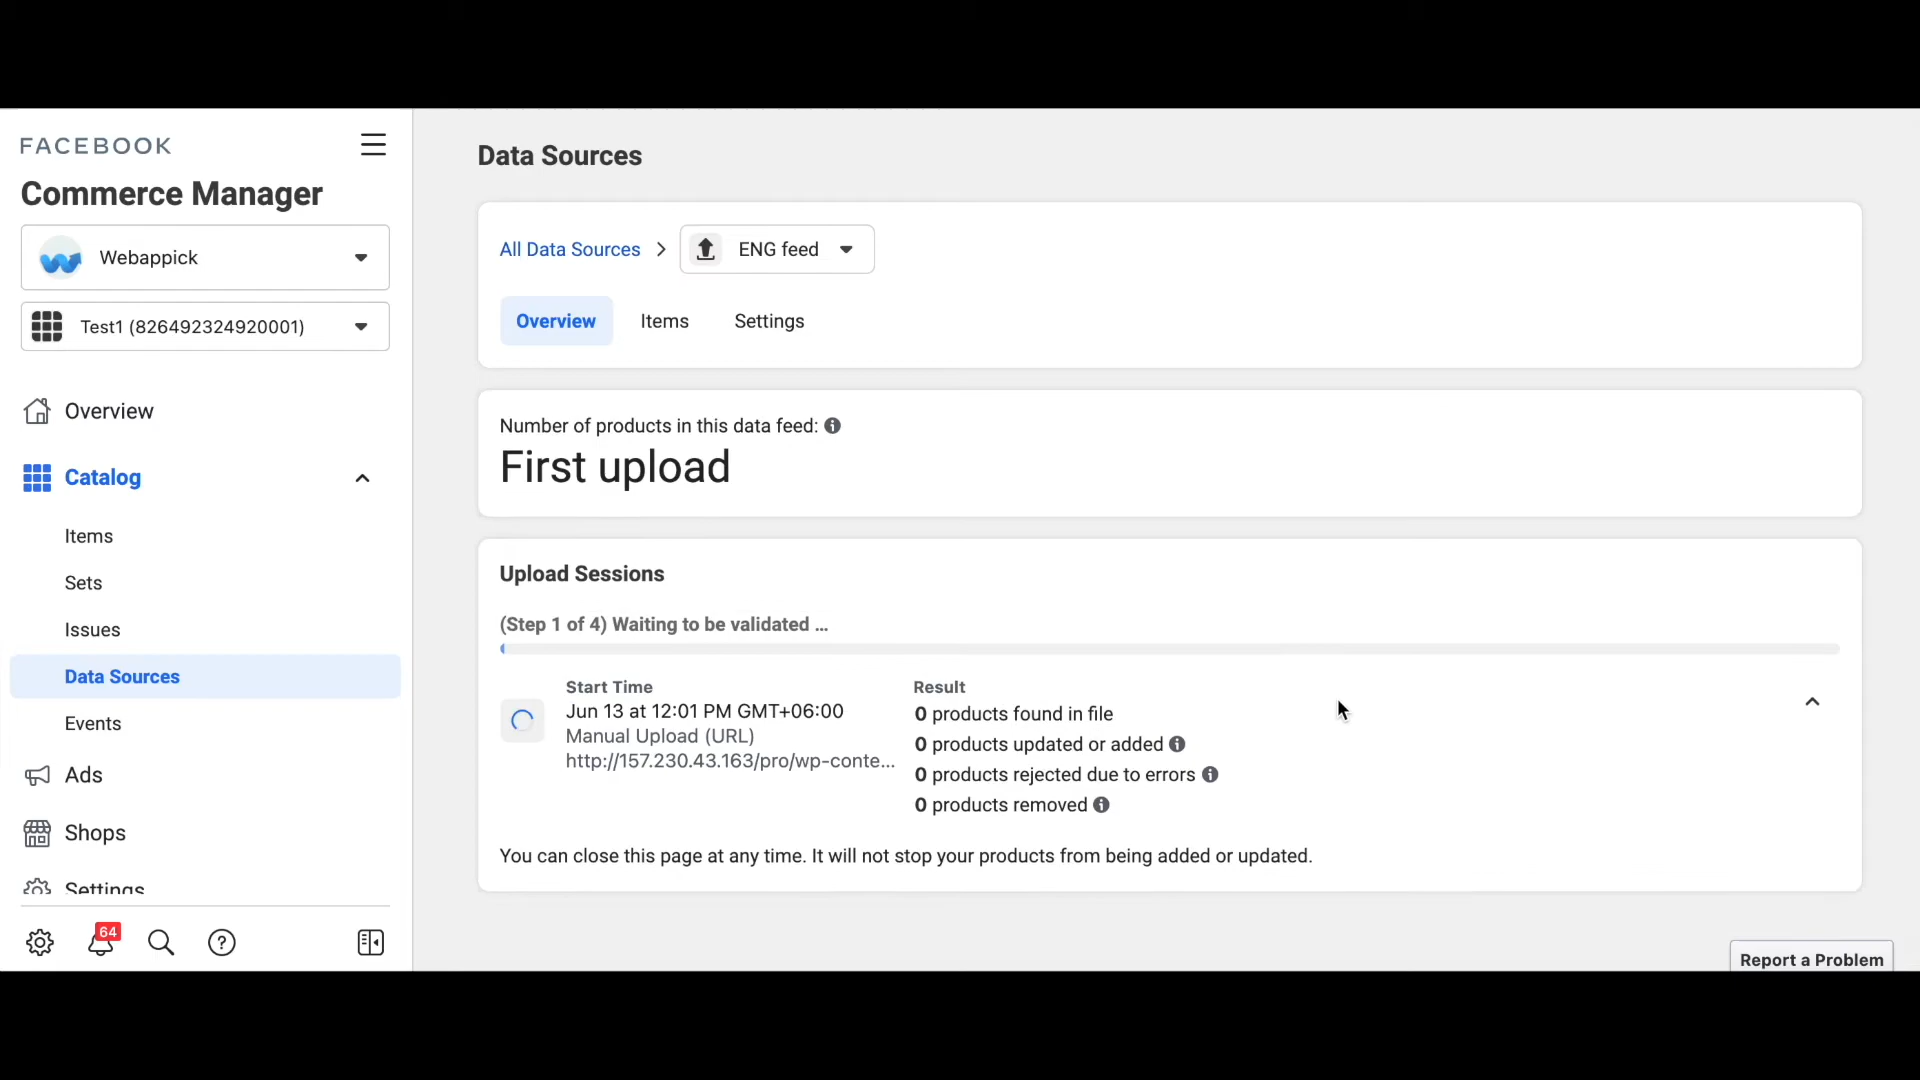 FACEBOOK
Commerce Manager
Webappick
Test1 (826492324920001)
Overview
Catalog
Items
Sets
Issues
Data Sources
Events
Ads
Shops
Settings
64
Data Sources
All Data Sources
ENG feed
Overview
Items
Settings
Number of products in this data feed:
First upload
Upload Sessions
(Step 1 of 4) Waiting to be validated ...
Start Time
Jun 13 at 12:01 PM GMT+06:00
Manual Upload (URL)
http://157.230.43.163/pro/wp-conte...
Result
0 products found in file
0 products updated or added
0 products rejected due to errors
0 products removed
You can close this page at any time. It will not stop your products from being added or updated.
Report a Problem